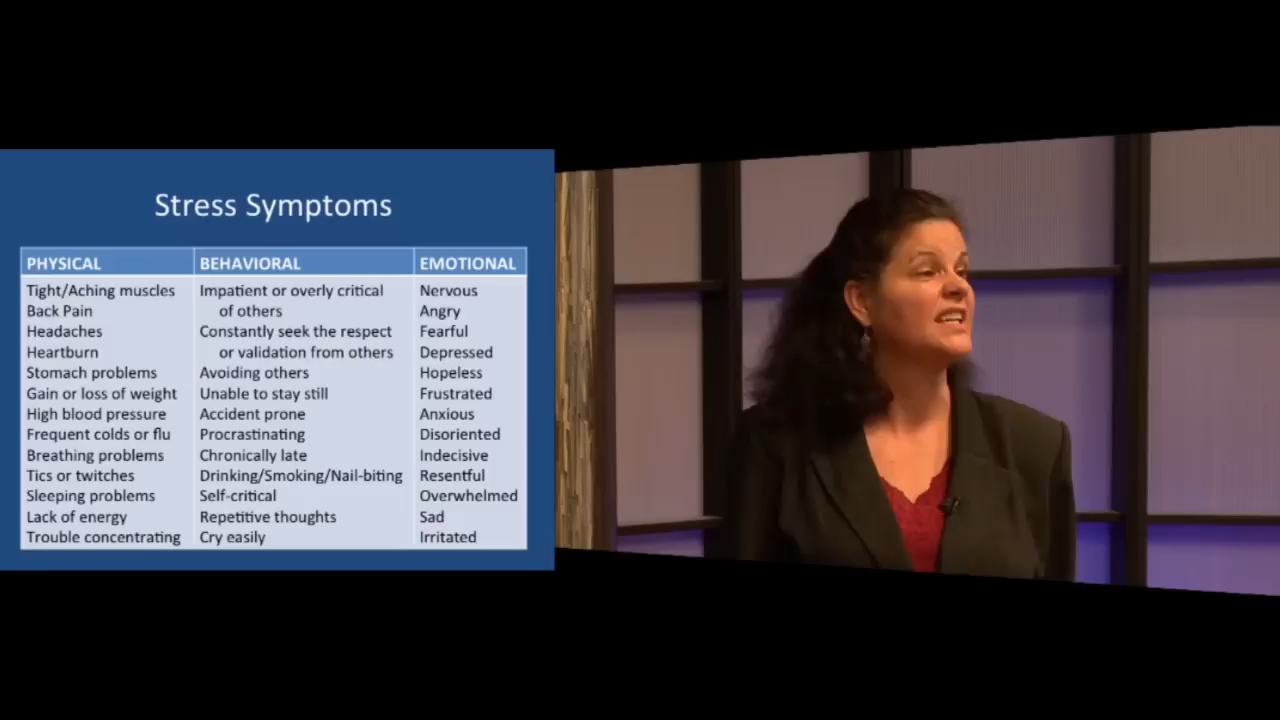 Stress Symptoms
PHYSICAL BEHAVIORAL EMOTIONAL
Tight/Aching muscles Impatient or overly critical Nervous
Back Pain of others Angry
Headaches Constantly seek the respect Fearful
Heartburn or validation from others Depressed
Stomach problems Avoiding others Hopeless
Gain or loss of weight Unable to stay still Frustrated
High blood pressure Accident prone Anxious
Frequent colds or flu Procrastinating Disoriented
Breathing problems Chronically late Indecisive
Tics or twitches Drinking/Smoking/Nail-biting Resentful
Sleeping problems Self-critical Overwhelmed
Lack of energy Repetitive thoughts Sad
Trouble concentrating Cry easily Irritated